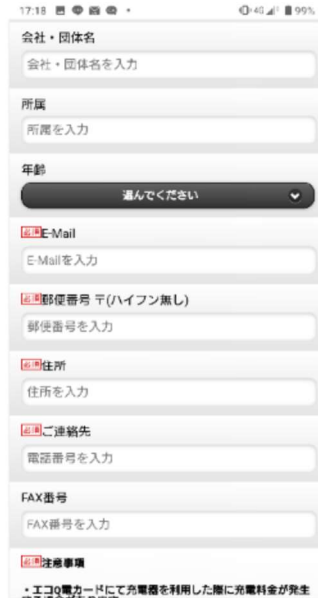 17:18 99%
会社・団体名
会社・団体名を入力
所属
所属を入力
年齢
選んでください
必須E-Mail
E-Mailを入力
必須郵便番号 〒(ハイフン無し)
郵便番号を入力
必須住所
住所を入力
必須ご連絡先
電話番号を入力
FAX番号
FAX番号を入力
必須注意事項
・エコQ電カードにて充電器を利用した際に充電料金が発生